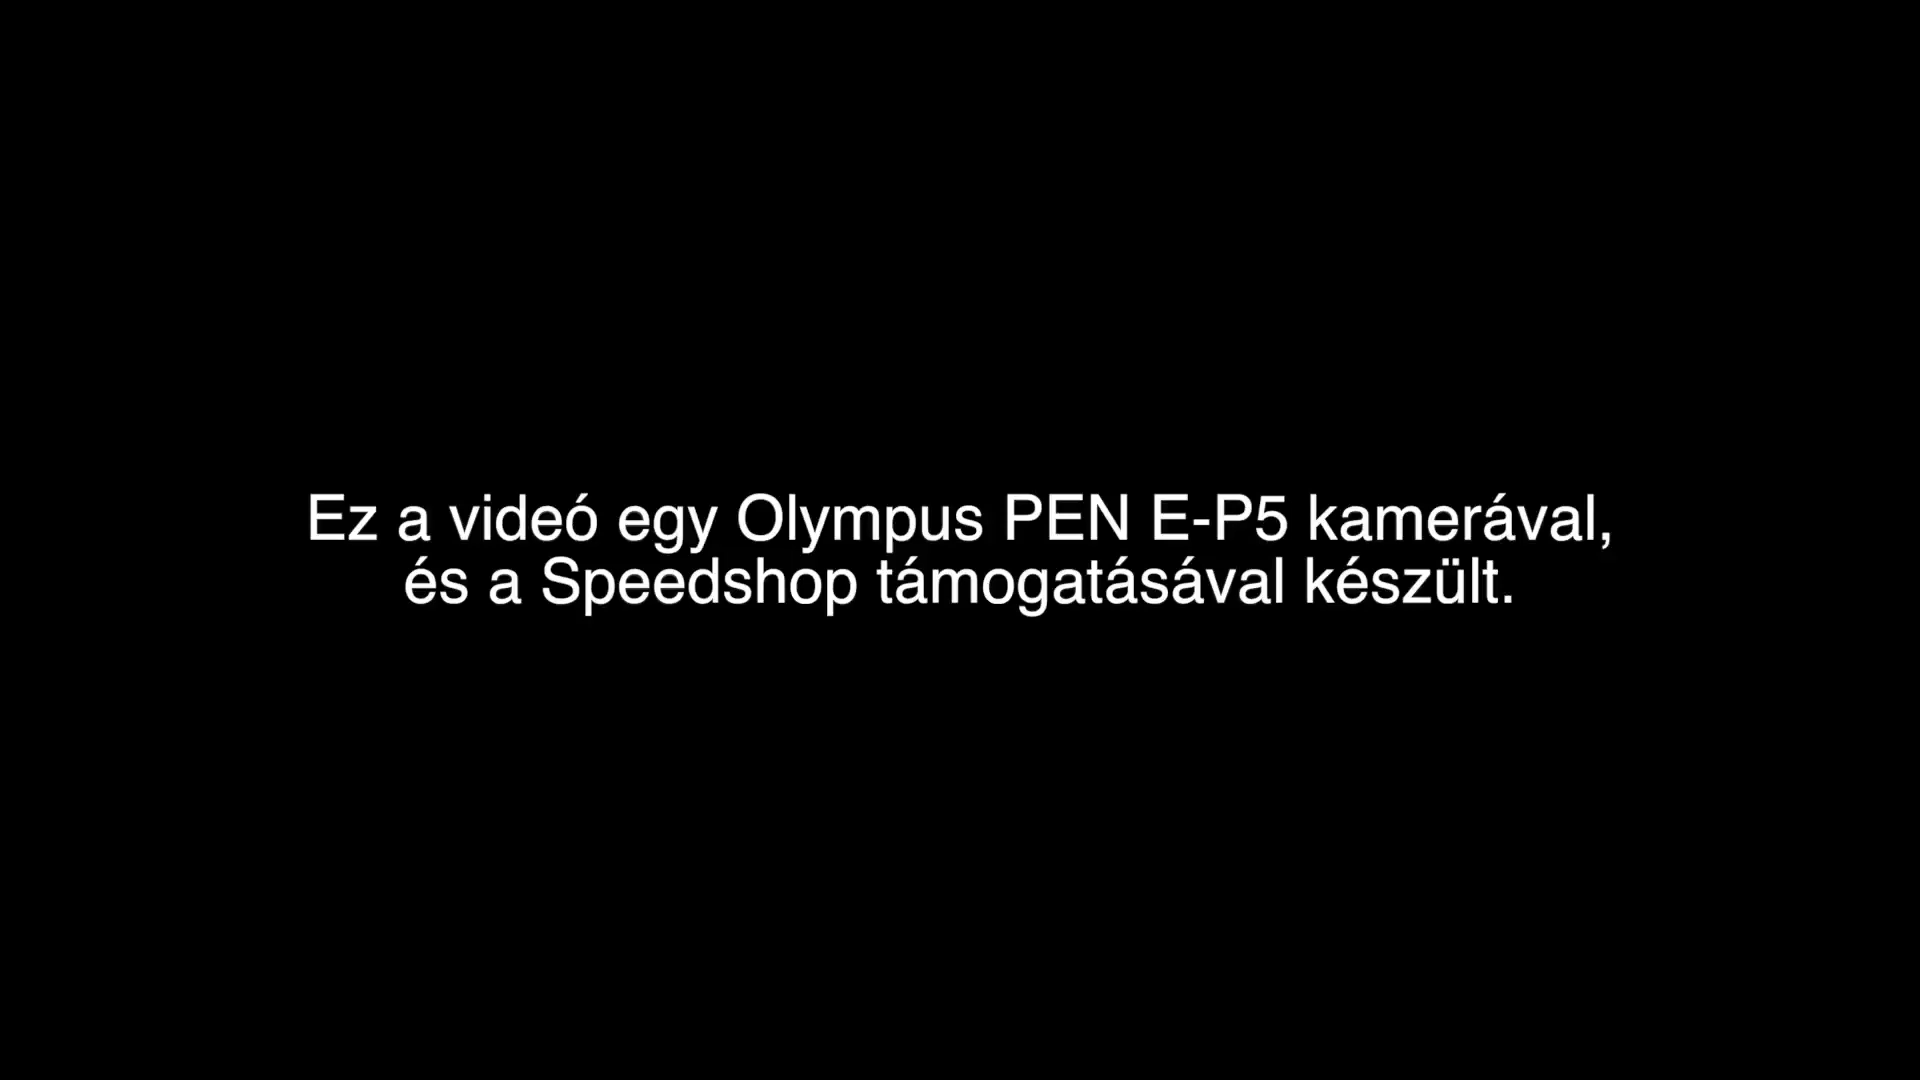 Ez a videó egy Olympus PEN E-P5 kamerával,
és a Speedshop támogatásával készült.